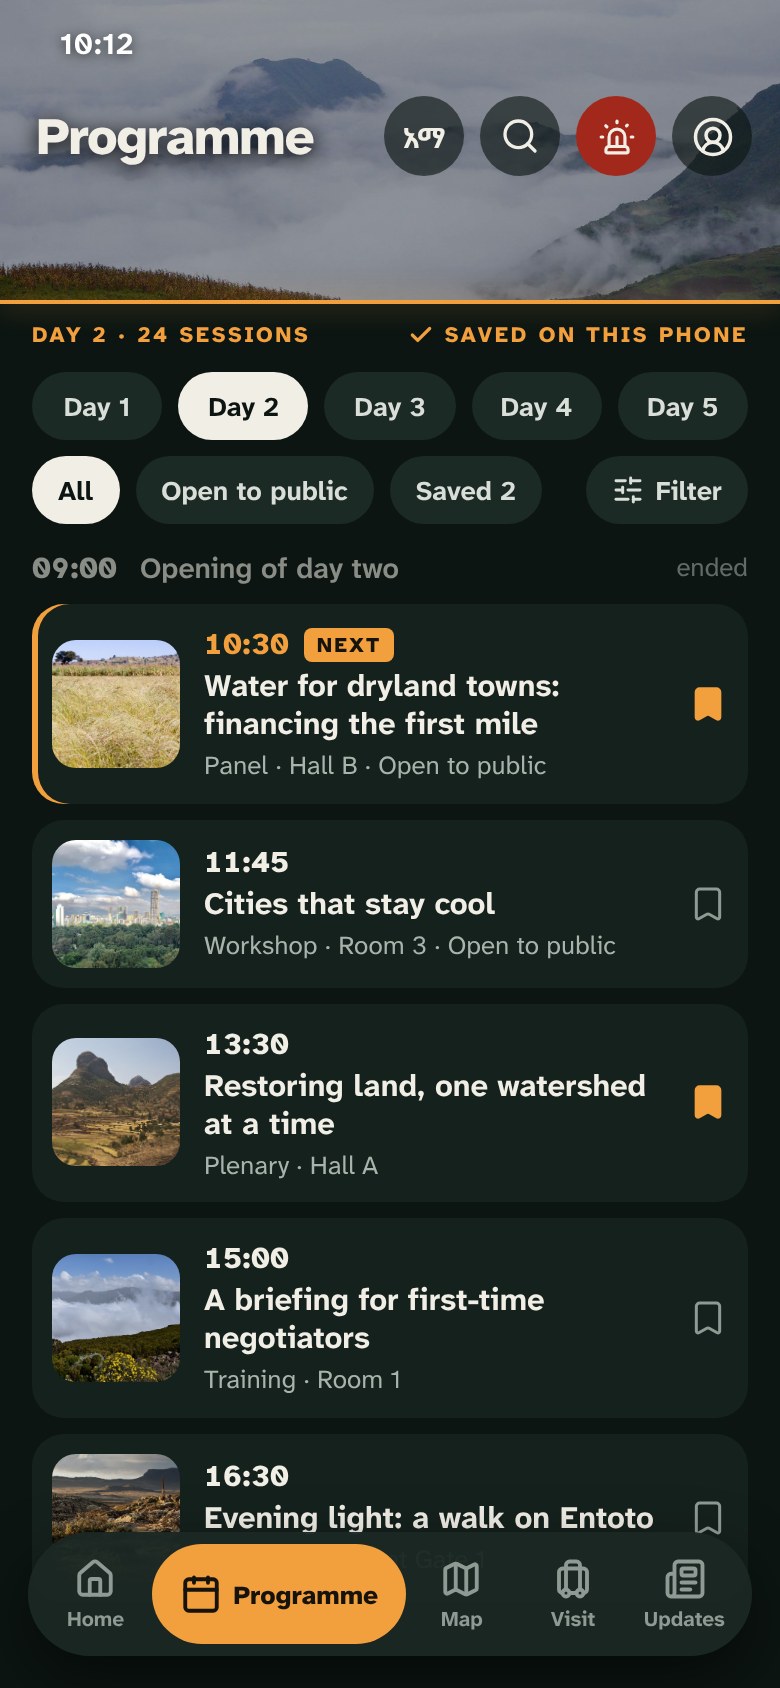 10:12
Programme
አማ
DAY 2 · 24 SESSIONS
SAVED ON THIS PHONE
Day 1
Day 2
Day 3
Day 4
Day 5
All
Open to public
Saved 2
Filter
09:00 Opening of day two ended
10:30 NEXT
Water for dryland towns:
financing the first mile
Panel · Hall B · Open to public
11:45
Cities that stay cool
Workshop · Room 3 · Open to public
13:30
Restoring land, one watershed
at a time
Plenary · Hall A
15:00
A briefing for first-time
negotiators
Training · Room 1
16:30
Evening light: a walk on Entoto
Home
Programme
Map
Visit
Updates